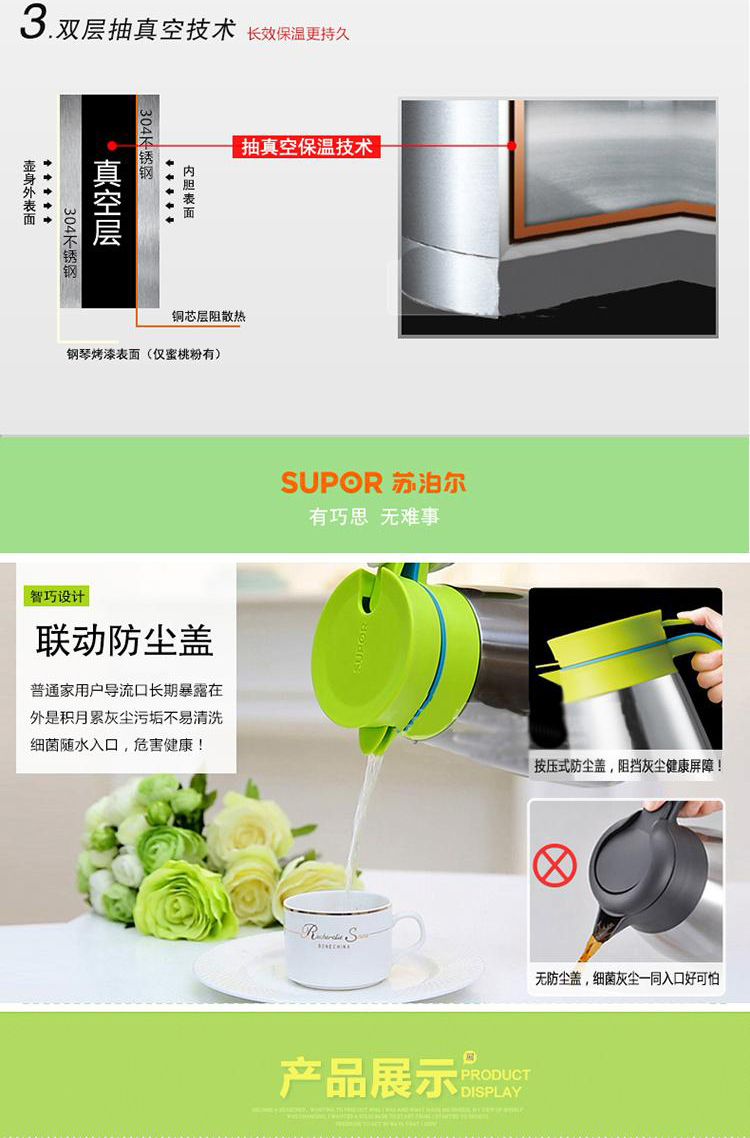 3.双层抽真空技术 长效保温更持久
304不锈钢
抽真空保温技术
真空层
壶身外表面
内胆表面
304不锈钢
铜芯层阻散热
钢琴烤漆表面（仅蜜桃粉有）
SUPOR 苏泊尔
有巧思 无难事
智巧设计
联动防尘盖
普通家用户导流口长期暴露在
外是积月累灰尘污垢不易清洗
细菌随水入口，危害健康！
SUPOR
按压式防尘盖，阻挡灰尘健康屏障！
BONECHINA
无防尘盖，细菌灰尘一同入口好可怕
产品展示
展
PRODUCT
DISPLAY